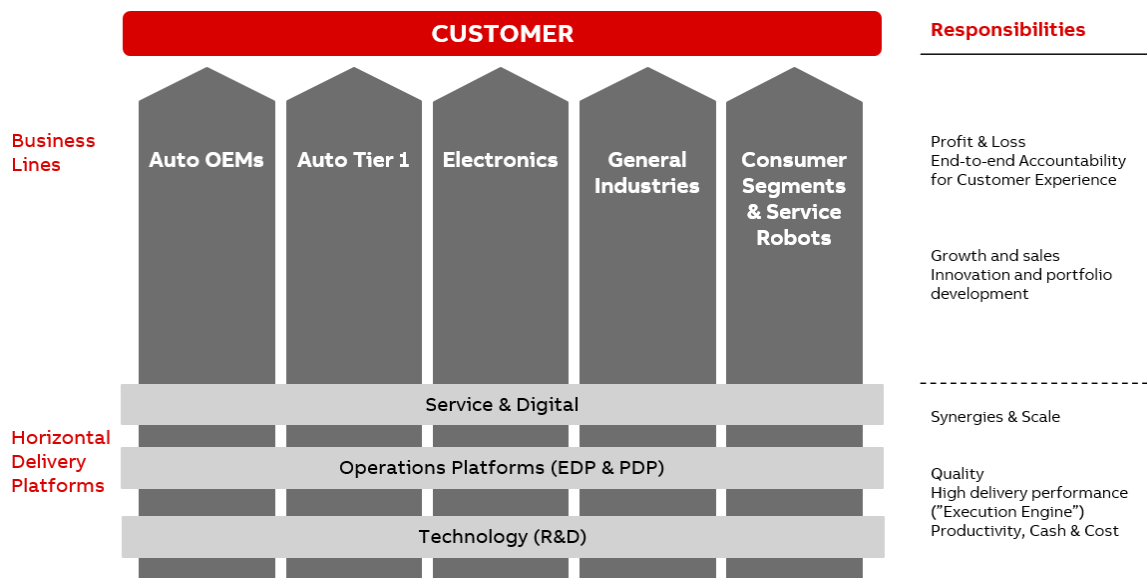 CUSTOMER
Responsibilities
Business
Lines
Auto OEMs
Auto Tier 1
Electronics
General
Industries
Consumer
Segments
& Service
Robots
Profit & Loss
End-to-end Accountability
for Customer Experience
Growth and sales
Innovation and portfolio
development
Horizontal
Delivery
Platforms
Service & Digital
Operations Platforms (EDP & PDP)
Technology (R&D)
Synergies & Scale
Quality
High delivery performance
(”Execution Engine”)
Productivity, Cash & Cost